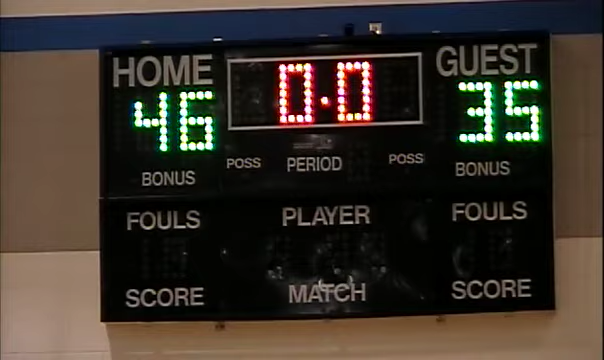 HOME 0.0 GUEST
46 35
POSS PERIOD POSS
BONUS BONUS
FOULS PLAYER FOULS
SCORE MATCH SCORE